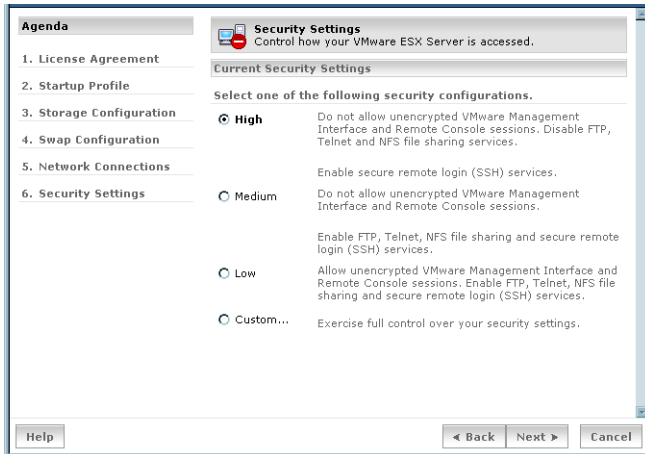 Agenda
1. License Agreement
2. Startup Profile
3. Storage Configuration
4. Swap Configuration
5. Network Connections
6. Security Settings
Security Settings
Control how your VMware ESX Server is accessed.
Current Security Settings
Select one of the following security configurations.
High
Do not allow unencrypted VMware Management
Interface and Remote Console sessions. Disable FTP,
Telnet and NFS file sharing services.
Enable secure remote login (SSH) services.
Medium
Do not allow unencrypted VMware Management
Interface and Remote Console sessions.
Enable FTP, Telnet, NFS file sharing and secure remote
login (SSH) services.
Low
Allow unencrypted VMware Management Interface and
Remote Console sessions. Enable FTP, Telnet, NFS file
sharing and secure remote login (SSH) services.
Custom...
Exercise full control over your security settings.
Help
Back
Next
Cancel